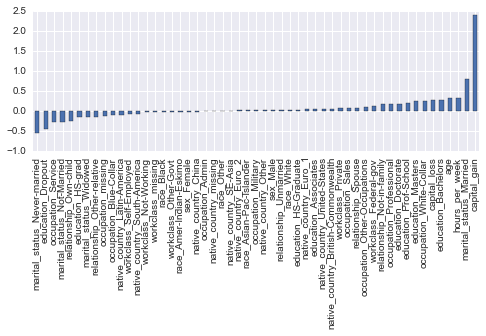 2.5
2.0
1.5
1.0
0.5
0.0
−0.5
−1.0
marital_status_Never-married
education_Dropout
occupation_Service
marital_status_Not-Married
relationship_Own-child
education_HS-grad
marital_status_Widowed
relationship_Other-relative
occupation_missing
occupation_Blue-Collar
native_country_Latin-America
workclass_Self-Employed
native_country_South-America
workclass_Not-Working
workclass_missing
race_Black
workclass_Other-Govt
race_Amer-Indian-Eskimo
sex_Female
native_country_China
occupation_Admin
native_country_missing
race_Other
native_country_SE-Asia
native_country_Euro_2
race_Asian-Pac-Islander
occupation_Military
native_country_Other
sex_Male
race_White
relationship_Unmarried
education_HS-Graduate
native_country_Euro_1
education_Associates
native_country_United-States
native_country_British-Commonwealth
workclass_Private
occupation_Sales
relationship_Spouse
occupation_Other-Occupations
workclass_Federal-gov
relationship_Not-in-family
occupation_Professional
education_Doctorate
education_Prof-School
education_Masters
occupation_White-Collar
capital_loss
education_Bachelors
age
hours_per_week
marital_status_Married
capital_gain